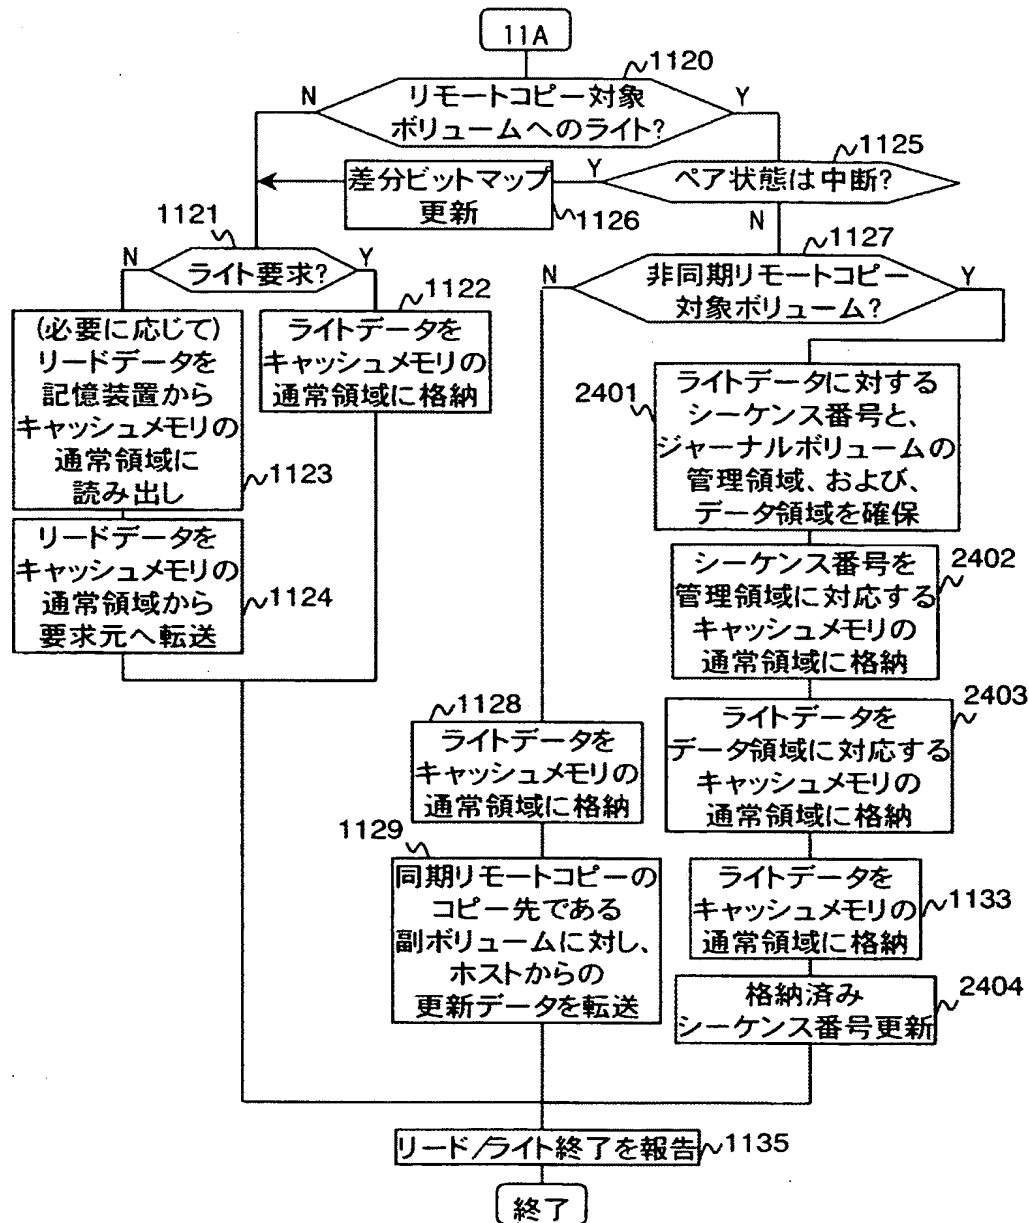 11A
1120
リモートコピー対象
ボリュームへのライト?
N
Y
1125
ペア状態は中断?
Y
N
差分ビットマップ
更新
1126
1121
ライト要求?
N
Y
1127
非同期リモートコピー
対象ボリューム?
N
Y
1122
ライトデータを
キャッシュメモリの
通常領域に格納
(必要に応じて)
リードデータを
記憶装置から
キャッシュメモリの
通常領域に
読み出し
1123
リードデータを
キャッシュメモリの
通常領域から
要求元へ転送
1124
2401
ライトデータに対する
シーケンス番号と、
ジャーナルボリュームの
管理領域、および、
データ領域を確保
2402
シーケンス番号を
管理領域に対応する
キャッシュメモリの
通常領域に格納
2403
ライトデータを
データ領域に対応する
キャッシュメモリの
通常領域に格納
1128
ライトデータを
キャッシュメモリの
通常領域に格納
1129
同期リモートコピーの
コピー先である
副ボリュームに対し、
ホストからの
更新データを転送
ライトデータを
キャッシュメモリの
通常領域に格納
1133
2404
格納済み
シーケンス番号更新
リード/ライト終了を報告
1135
終了